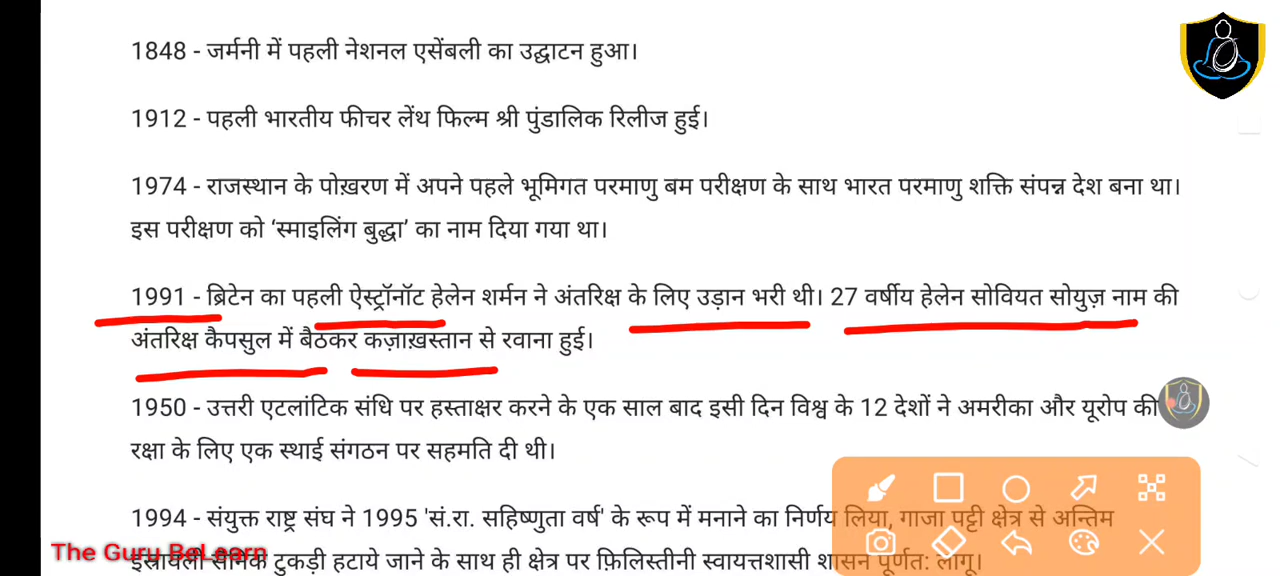 1848 - जर्मनी में पहली नेशनल एसेंबली का उद्घाटन हुआ।
1912 - पहली भारतीय फीचर लेंथ फिल्म श्री पुंडालिक रिलीज हुई।
1974 - राजस्थान के पोख़रण में अपने पहले भूमिगत परमाणु बम परीक्षण के साथ भारत परमाणु शक्ति संपन्न देश बना था।
इस परीक्षण को ‘स्माइलिंग बुद्धा’ का नाम दिया गया था।
1991 - ब्रिटेन का पहली ऐस्ट्रॉनॉट हेलेन शर्मन ने अंतरिक्ष के लिए उड़ान भरी थी। 27 वर्षीय हेलेन सोवियत सोयुज़ नाम की
अंतरिक्ष कैपसुल में बैठकर कज़ाख़स्तान से रवाना हुई।
1950 - उत्तरी एटलांटिक संधि पर हस्ताक्षर करने के एक साल बाद इसी दिन विश्व के 12 देशों ने अमरीका और यूरोप की
रक्षा के लिए एक स्थाई संगठन पर सहमति दी थी।
1994 - संयुक्त राष्ट्र संघ ने 1995 'सं.रा. सहिष्णुता वर्ष' के रूप में मनाने का निर्णय लिया, गाजा पट्टी क्षेत्र से अन्तिम
The Guru BeLearn
इस्रायली सैनिक टुकड़ी हटाये जाने के साथ ही क्षेत्र पर फ़िलिस्तीनी स्वायत्तशासी शासन पूर्णत: लागू।